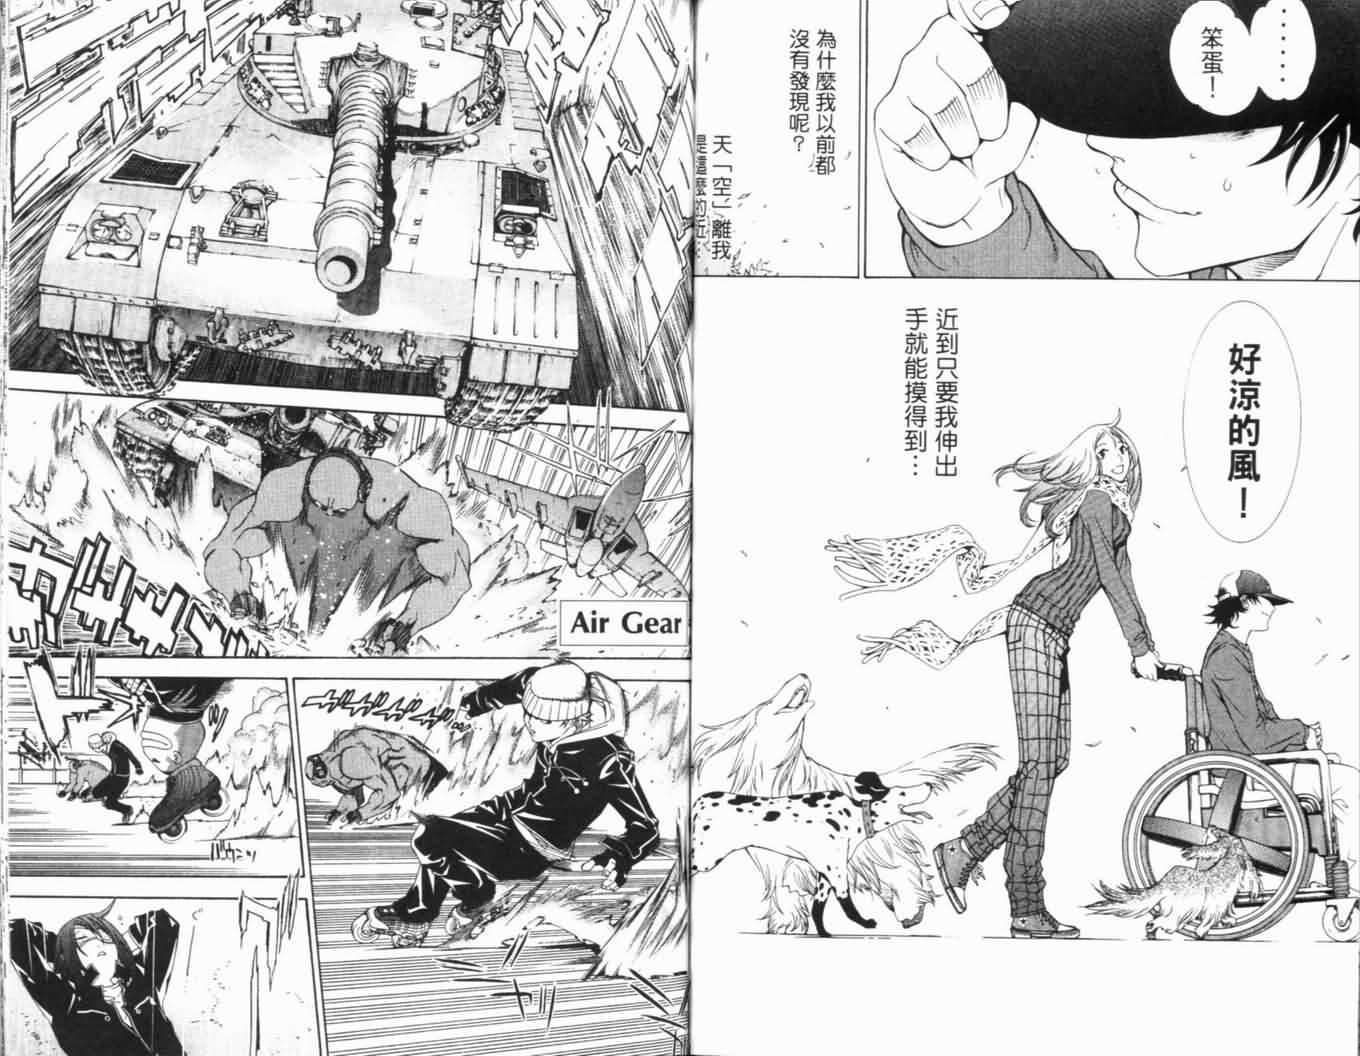 ‥‥‥
笨蛋！
為什麼我以前都
沒有發現呢？
天「空」離我
是這麼的近…
好涼的風！
近到只要我伸出
手就能摸得到…
Air Gear